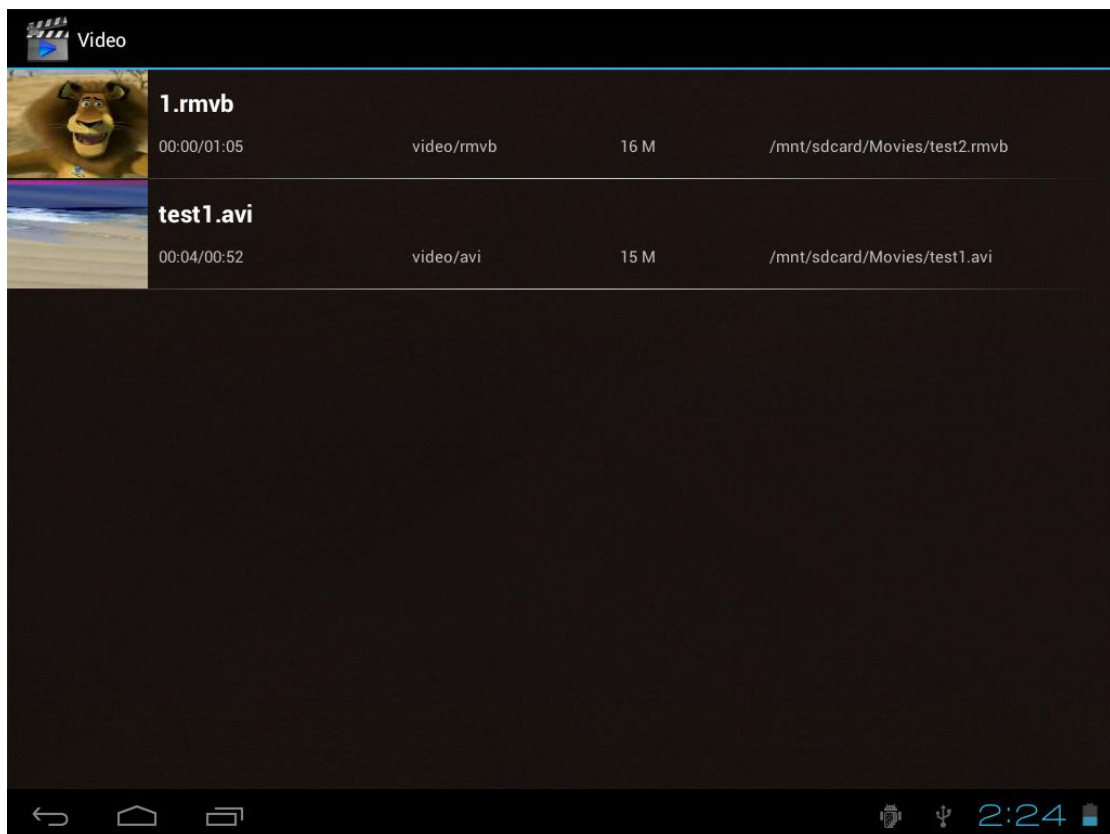 Video
1.rmvb
00:00/01:05 video/rmvb 16 M /mnt/sdcard/Movies/test2.rmvb
test1.avi
00:04/00:52 video/avi 15 M /mnt/sdcard/Movies/test1.avi
2:24